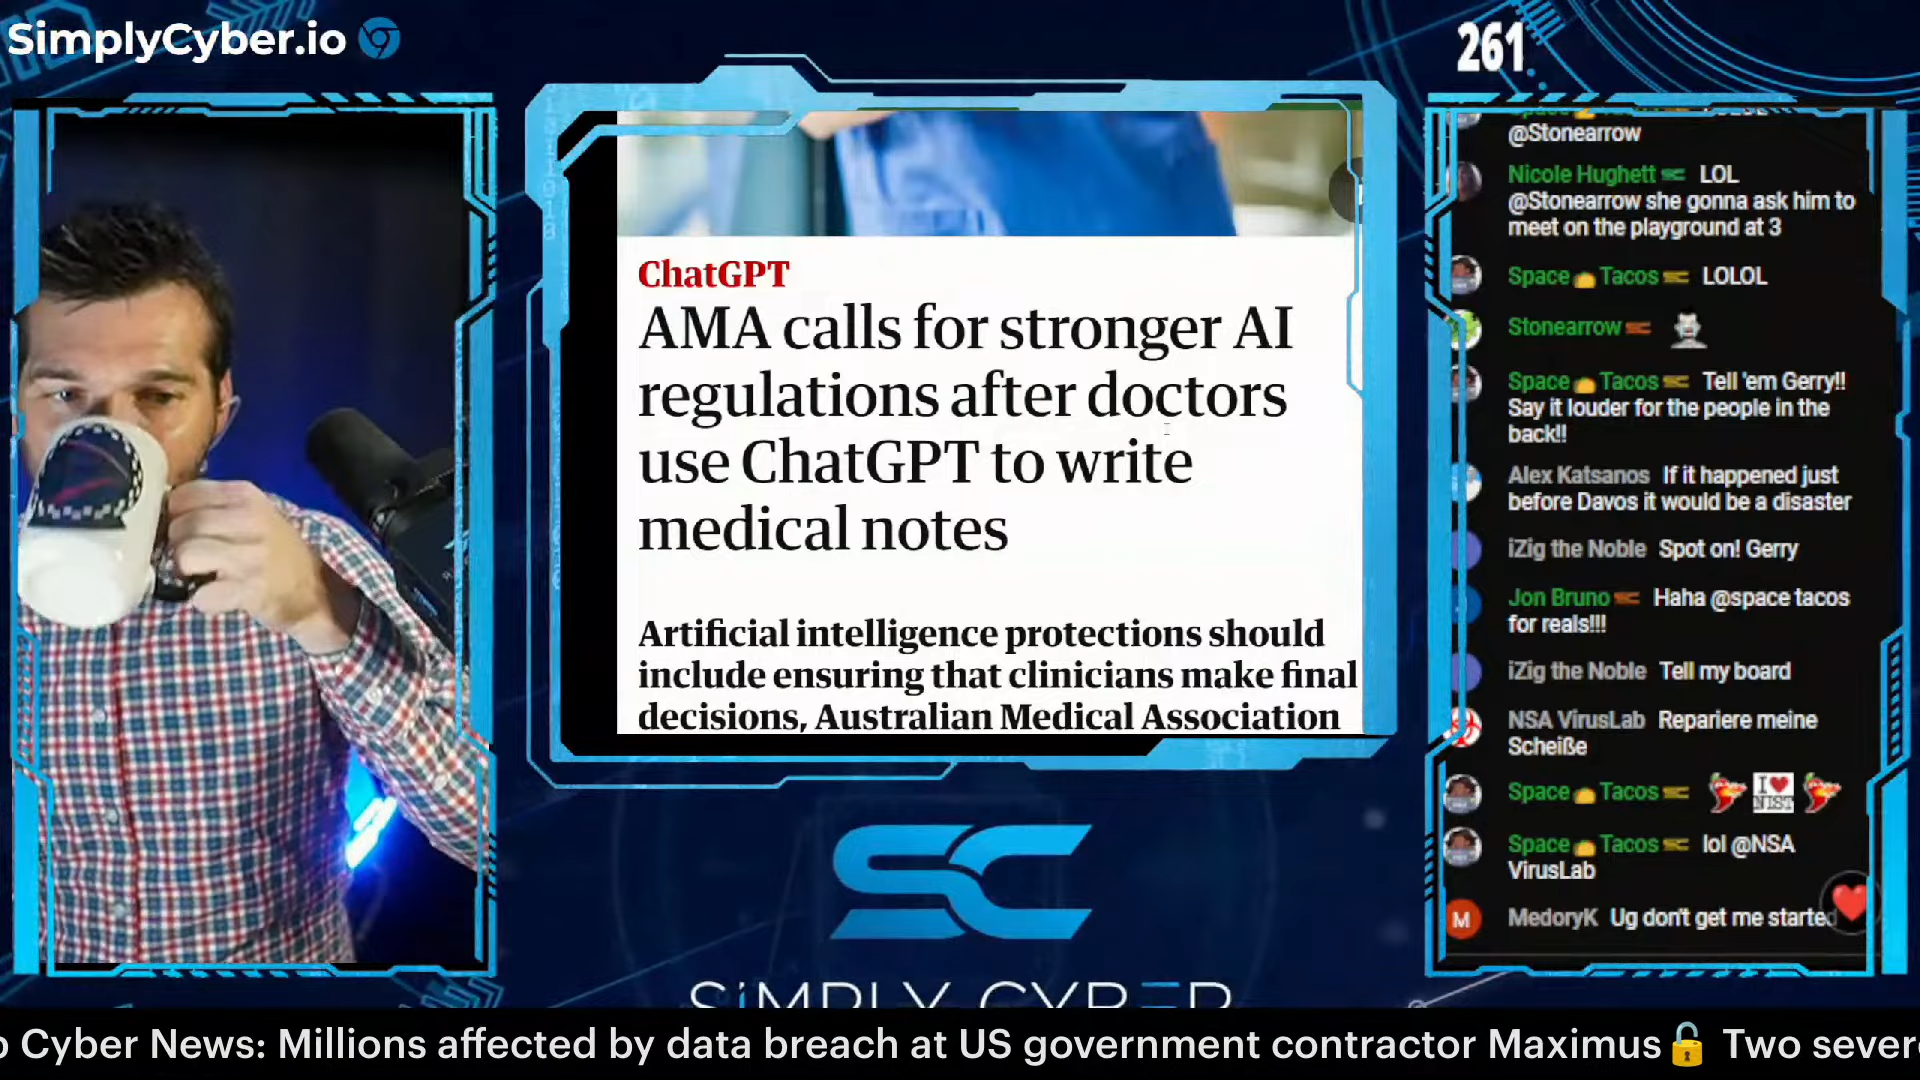 SimplyCyber.io
261
ChatGPT
AMA calls for stronger AI
regulations after doctors
use ChatGPT to write
medical notes
Artificial intelligence protections should
include ensuring that clinicians make final
decisions, Australian Medical Association
@Stonearrow
Nicole Hughett LOL
@Stonearrow she gonna ask him to
meet on the playground at 3
Space Tacos LOLOL
Stonearrow
Space Tacos Tell 'em Gerry!!
Say it louder for the people in the
back!!
Alex Katsanos If it happened just
before Davos it would be a disaster
iZig the Noble Spot on! Gerry
Jon Bruno Haha @space tacos
for reals!!!
iZig the Noble Tell my board
NSA VirusLab Repariere meine
Scheiße
Space Tacos I ❤ NIST
Space Tacos lol @NSA
VirusLab
M MedoryK Ug don't get me started
SC
SIMPLY CYBER
Cyber News: Millions affected by data breach at US government contractor Maximus🔓 Two sever